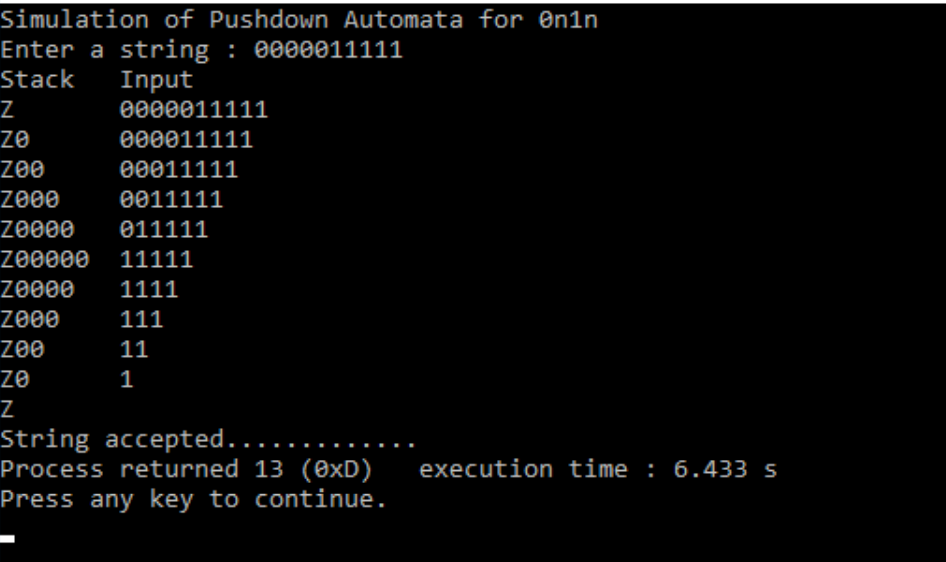 Simulation of Pushdown Automata for 0n1n
Enter a string : 0000011111
Stack   Input
Z       0000011111
Z0      000011111
Z00     00011111
Z000    0011111
Z0000   011111
Z00000  11111
Z0000   1111
Z000    111
Z00     11
Z0      1
Z
String accepted.............
Process returned 13 (0xD)   execution time : 6.433 s
Press any key to continue.